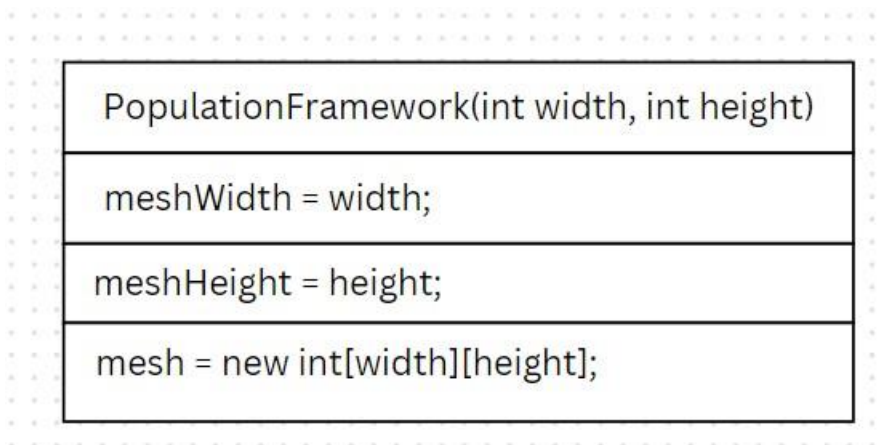 PopulationFramework(int width, int height)
meshWidth = width;
meshHeight = height;
mesh = new int[width][height];